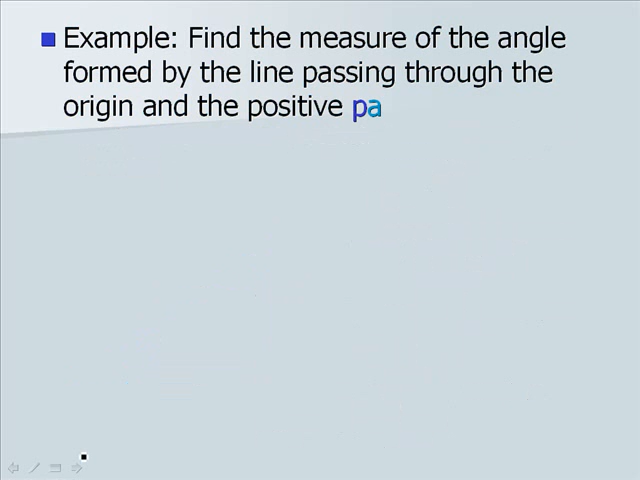 Example: Find the measure of the angle
formed by the line passing through the
origin and the positive pa